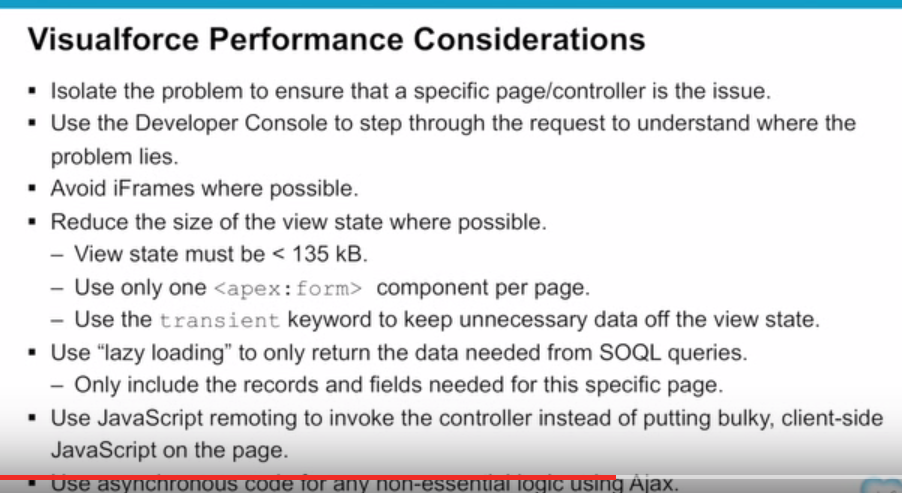 Visualforce Performance Considerations
▪ Isolate the problem to ensure that a specific page/controller is the issue.
▪ Use the Developer Console to step through the request to understand where the
problem lies.
▪ Avoid iFrames where possible.
▪ Reduce the size of the view state where possible.
– View state must be < 135 kB.
– Use only one <apex:form> component per page.
– Use the transient keyword to keep unnecessary data off the view state.
▪ Use “lazy loading” to only return the data needed from SOQL queries.
– Only include the records and fields needed for this specific page.
▪ Use JavaScript remoting to invoke the controller instead of putting bulky, client-side
JavaScript on the page.
▪ Use asynchronous code for any non-essential logic using Ajax.